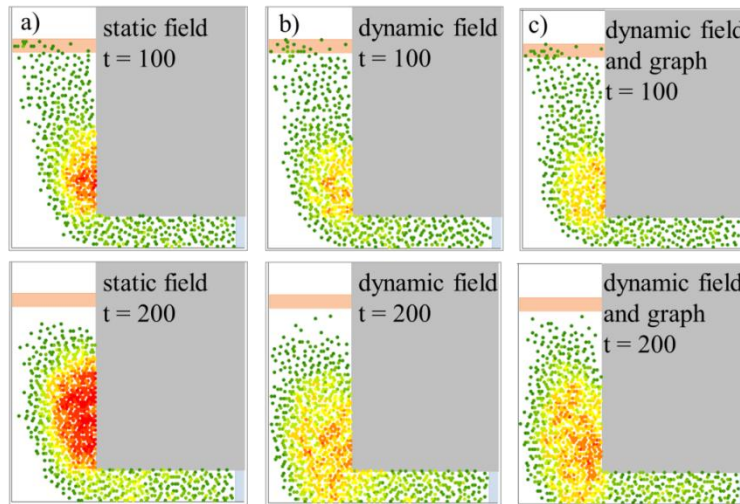 a)
static field
t = 100
b)
dynamic field
t = 100
c)
dynamic field
and graph
t = 100
static field
t = 200
dynamic field
t = 200
dynamic field
and graph
t = 200